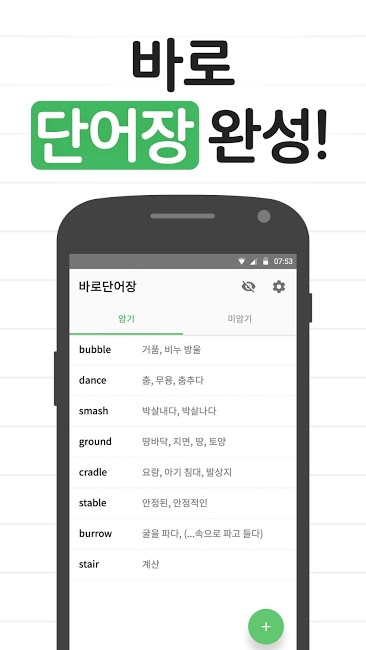 바로
단어장 완성!
07:53
바로단어장
암기 미암기
bubble 거품, 비누 방울
dance 춤, 무용, 춤추다
smash 박살내다, 박살나다
ground 땅바닥, 지면, 땅, 토양
cradle 요람, 아기 침대, 발상지
stable 안정된, 안정적인
burrow 굴을 파다, (...속으로 파고 들다)
stair 계산
+